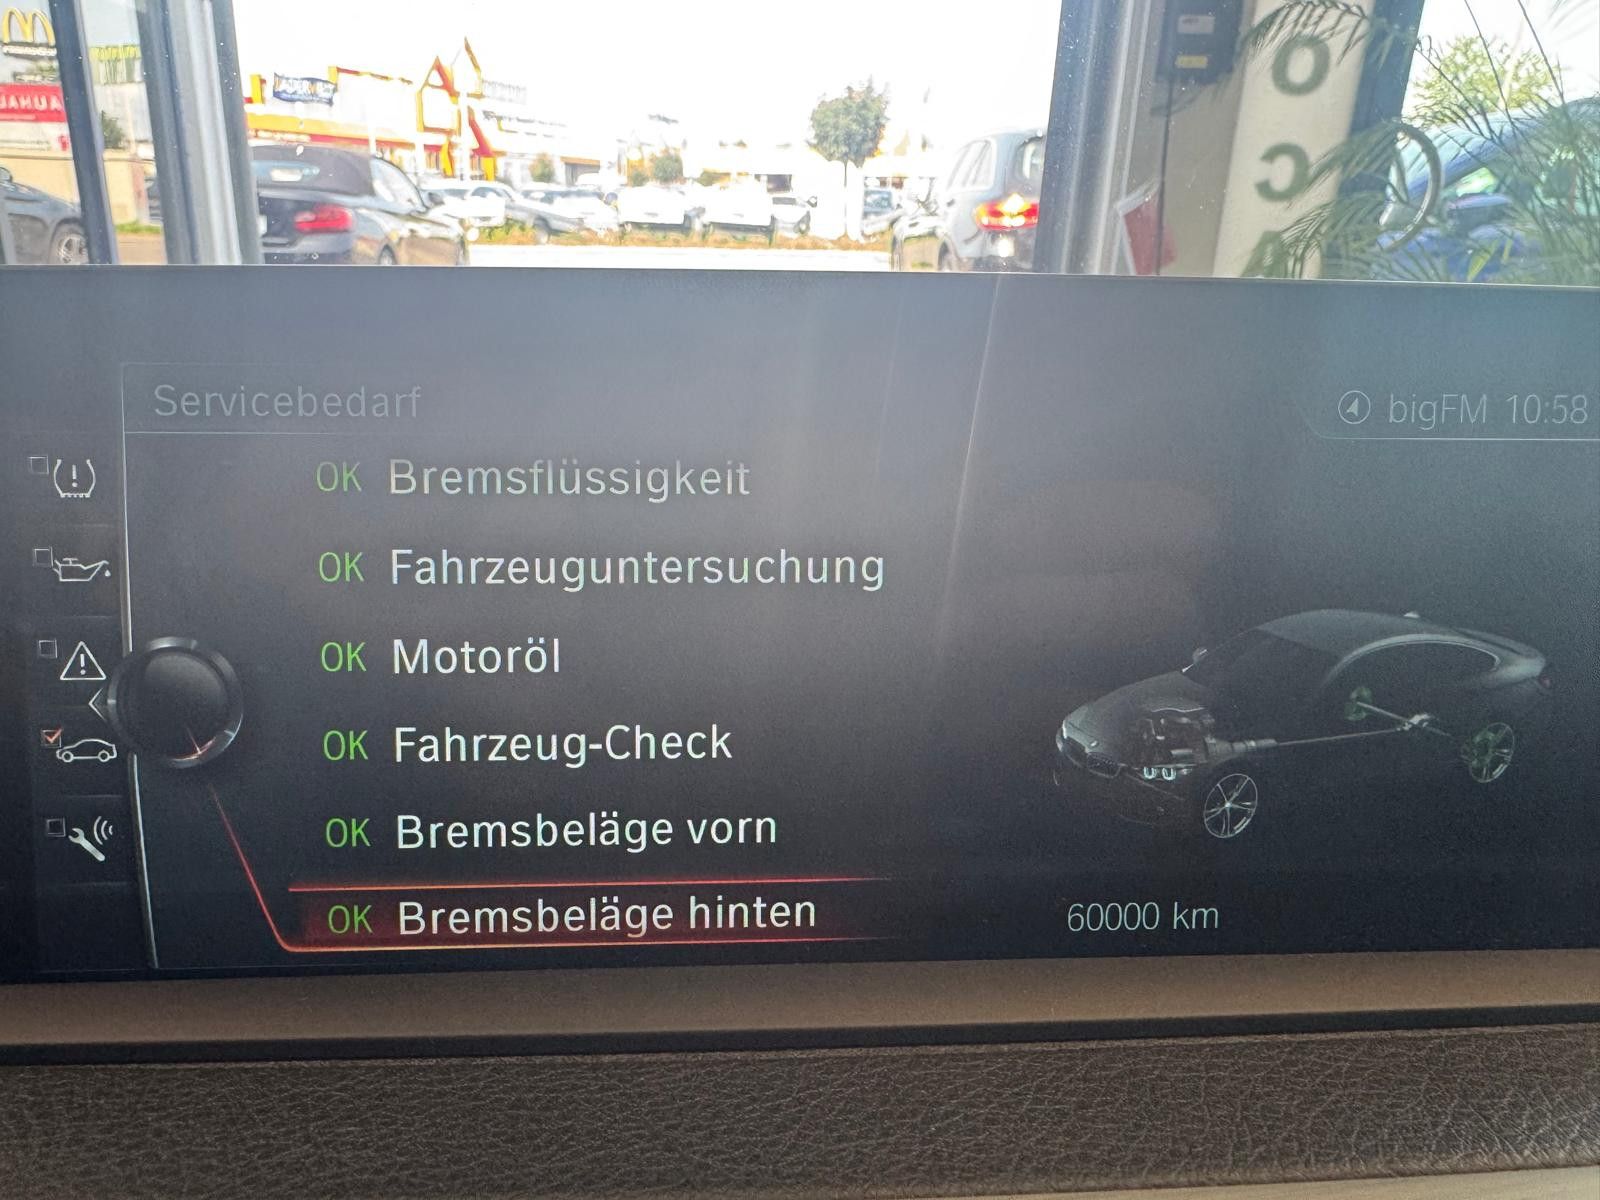 Servicebedarf
bigFM 10:58
OK Bremsflüssigkeit
OK Fahrzeuguntersuchung
OK Motoröl
OK Fahrzeug-Check
OK Bremsbeläge vorn
OK Bremsbeläge hinten 60000 km